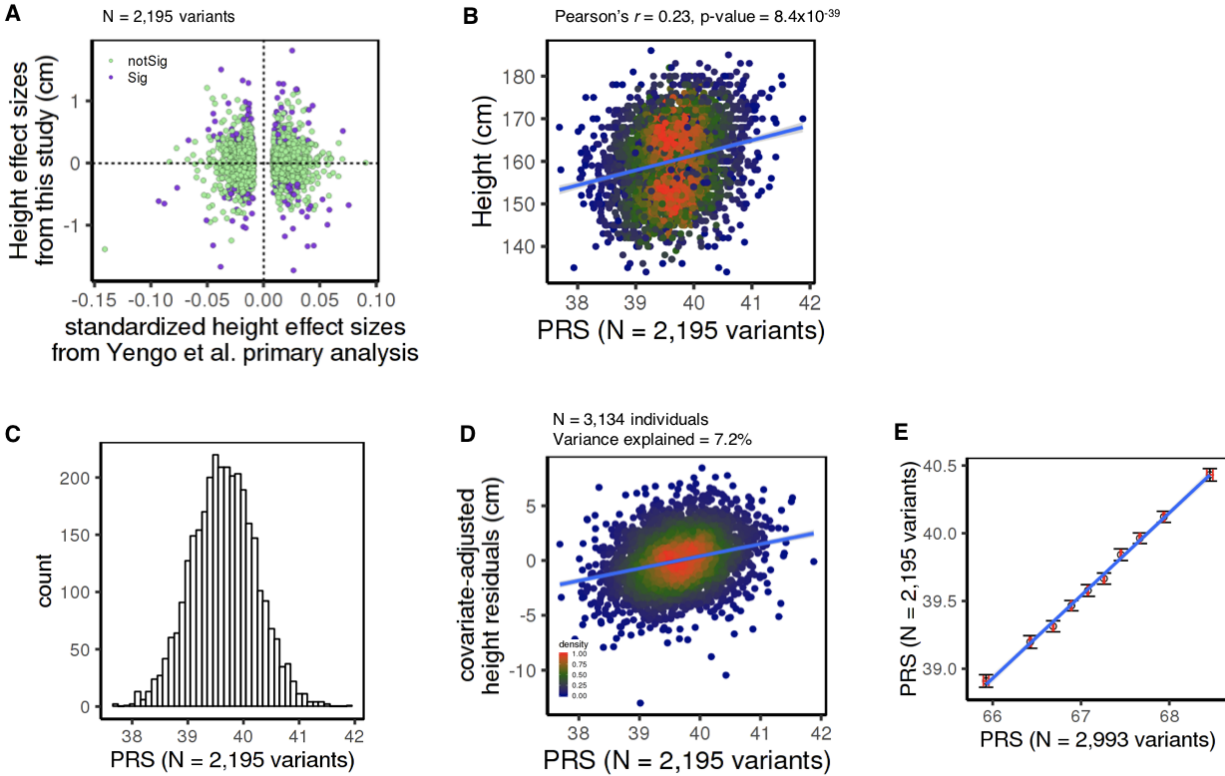 A
N = 2,195 variants
notSig
Sig
1
0
-1
-0.15 -0.10 -0.05 0.00 0.05 0.10
Height effect sizes
from this study (cm)
standardized height effect sizes
from Yengo et al. primary analysis
B
Pearson's r = 0.23, p-value = 8.4x10-39
180
170
160
150
140
38 39 40 41 42
Height (cm)
PRS (N = 2,195 variants)
C
200
150
100
50
0
38 39 40 41 42
count
PRS (N = 2,195 variants)
D
N = 3,134 individuals
Variance explained = 7.2%
5
0
-5
-10
density
1.00
0.75
0.50
0.25
0.00
38 39 40 41 42
covariate-adjusted
height residuals (cm)
PRS (N = 2,195 variants)
E
40.5
40.0
39.5
39.0
66 67 68
PRS (N = 2,195 variants)
PRS (N = 2,993 variants)